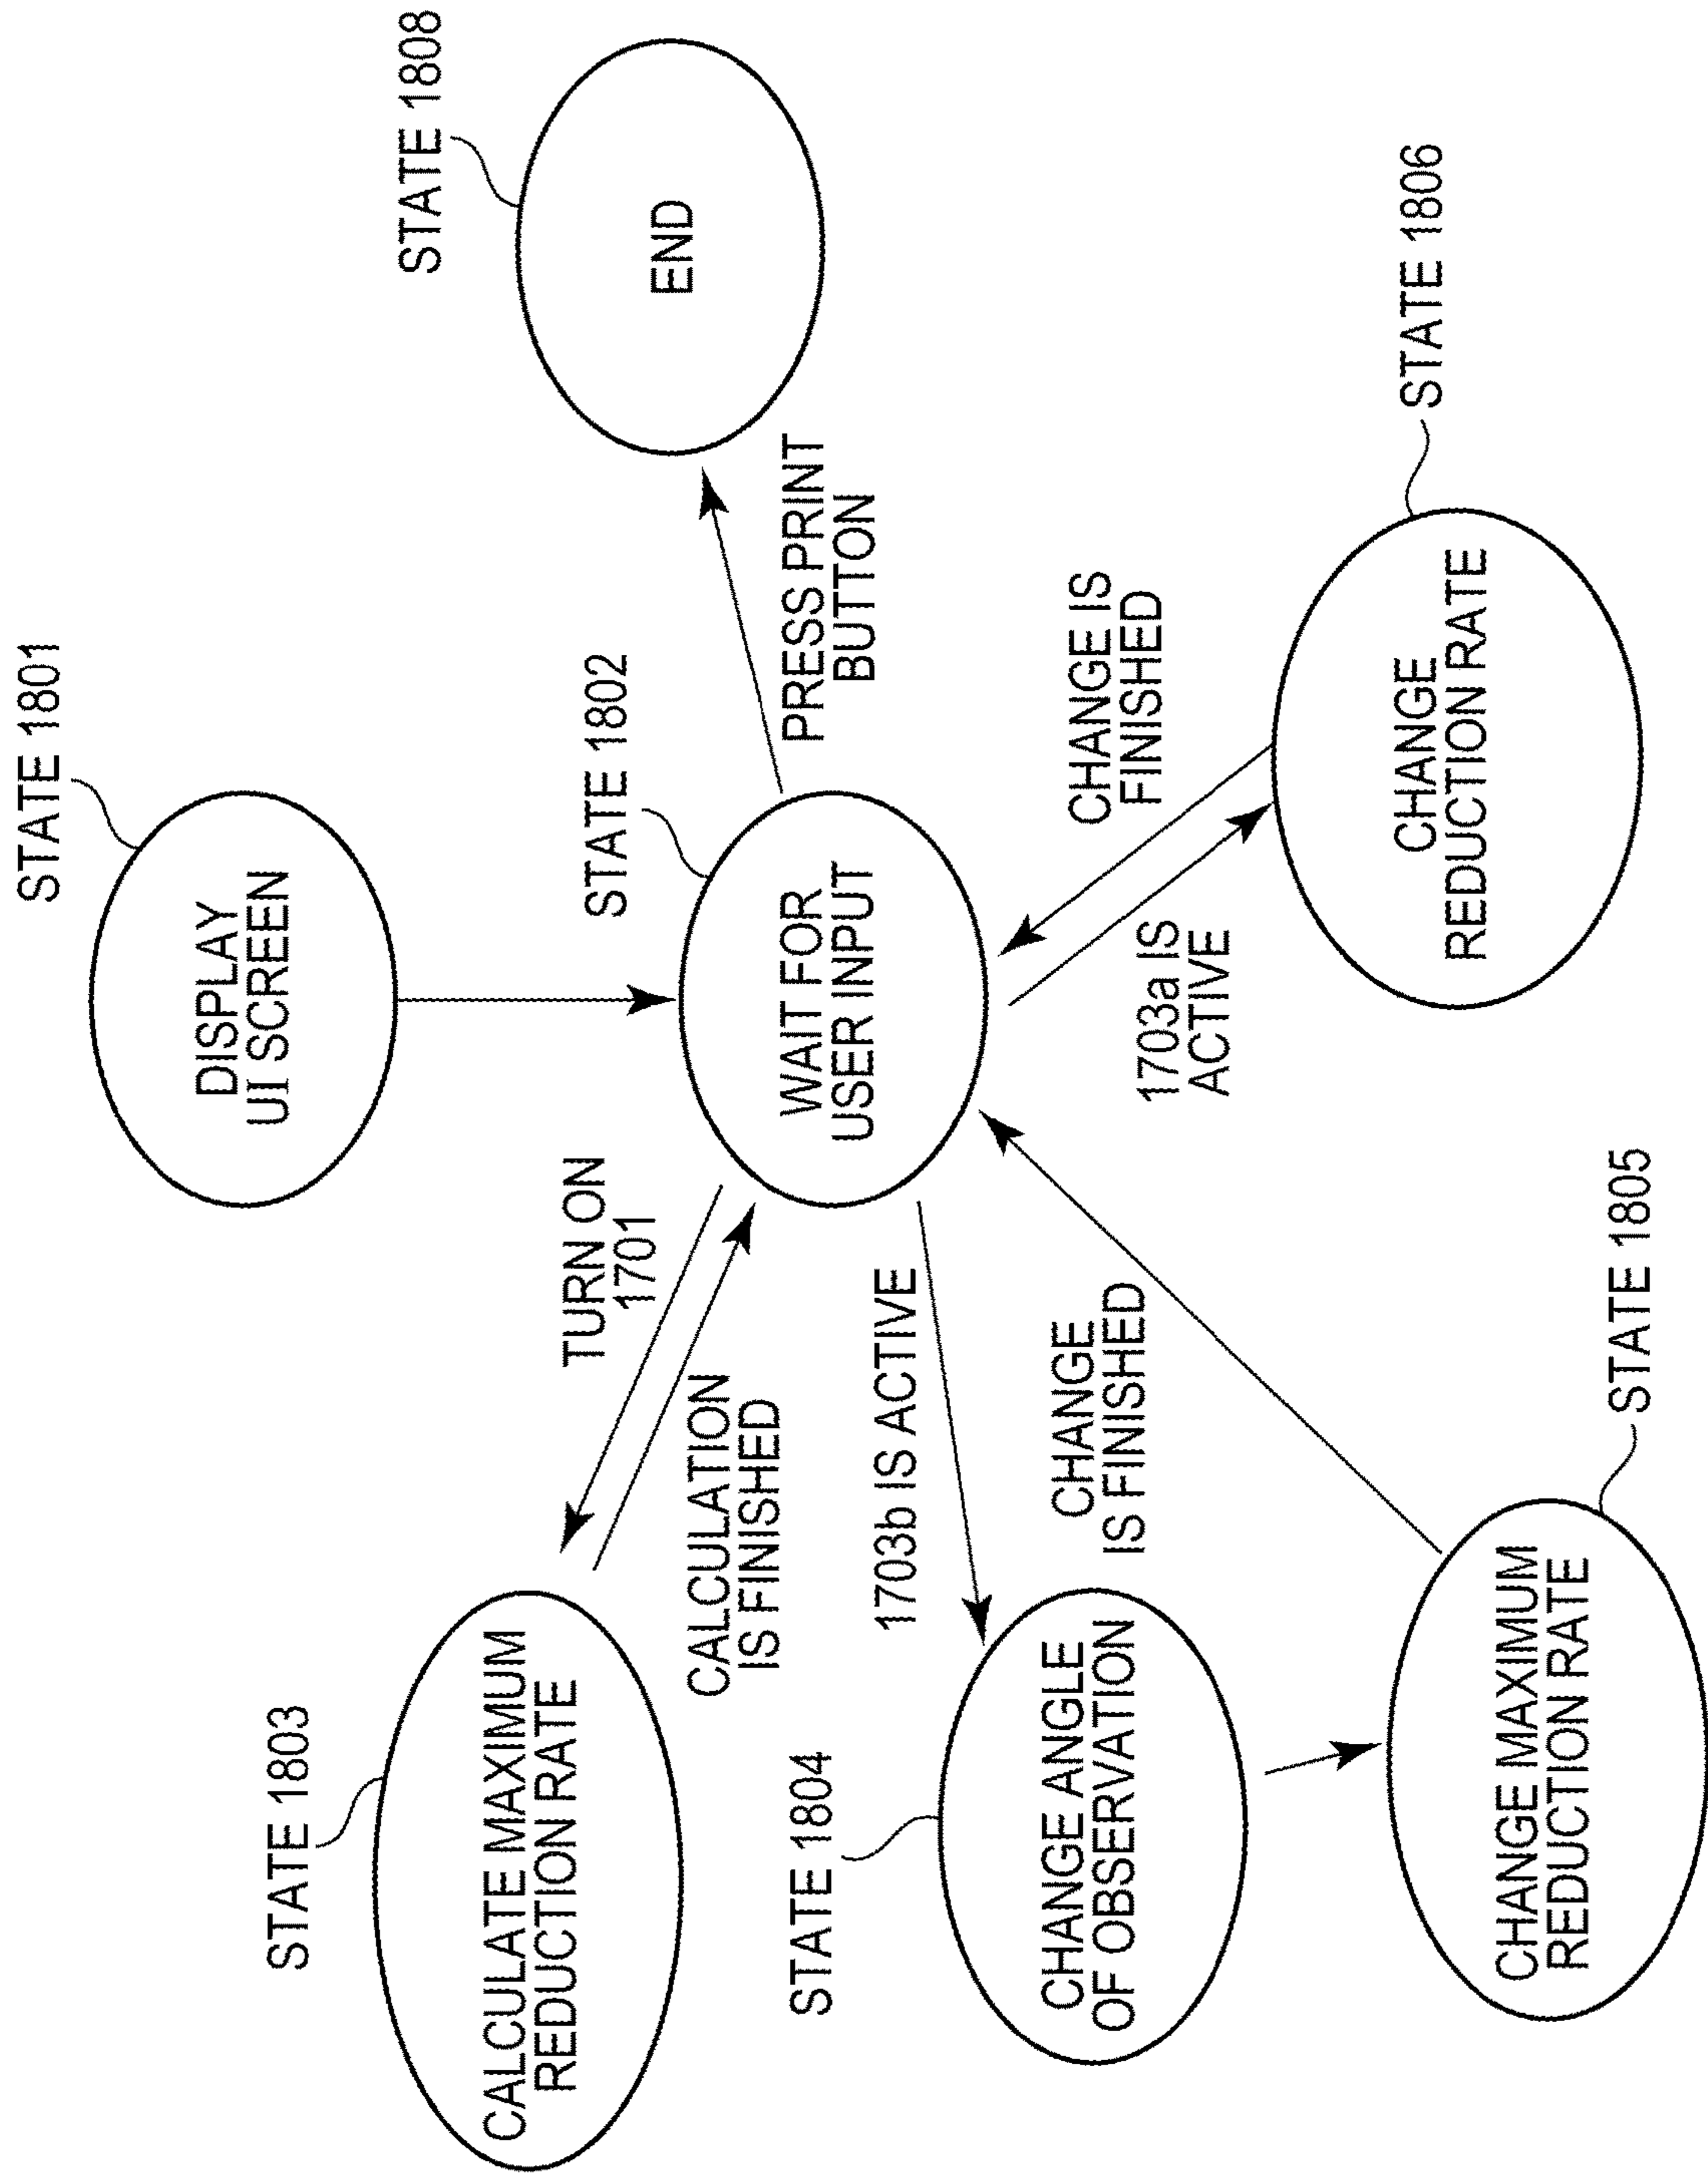 STATE 1801
DISPLAY
UI SCREEN
STATE 1803
CALCULATE MAXIMUM
REDUCTION RATE
TURN ON
1701
CALCULATION
IS FINISHED
STATE 1802
WAIT FOR
USER INPUT
STATE 1808
END
PRESS PRINT
BUTTON
STATE 1804
CHANGE ANGLE
OF OBSERVATION
1703b IS ACTIVE
CHANGE
IS FINISHED
1703a IS
ACTIVE
CHANGE IS
FINISHED
STATE 1806
CHANGE
REDUCTION RATE
STATE 1805
CHANGE MAXIMUM
REDUCTION RATE